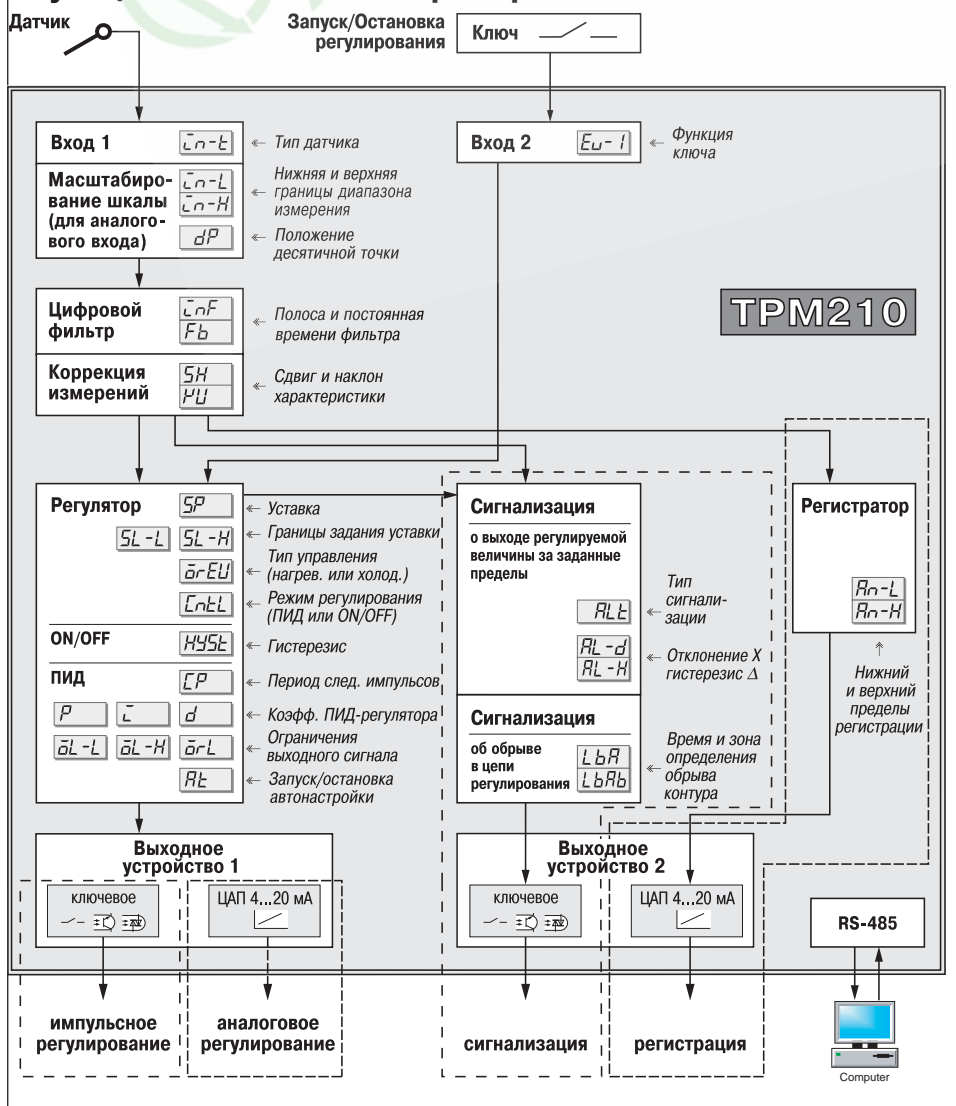 Датчик
Запуск/Остановка
регулирования
Ключ
Вход 1
in-t
Тип датчика
Вход 2
Ev-1
Функция
ключа
Масштабиро-
вание шкалы
(для аналого-
вого входа)
in-L
in-H
Нижняя и верхняя
границы диапазона
измерения
dP
Положение
десятичной точки
Цифровой
фильтр
inF
Fb
Полоса и постоянная
времени фильтра
ТРМ210
Коррекция
измерений
SH
KU
Сдвиг и наклон
характеристики
Регулятор
SP
Уставка
SL-L
SL-H
Границы задания уставки
orEU
Тип управления
(нагрев. или холод.)
CntL
Режим регулирования
(ПИД или ON/OFF)
ON/OFF
HYSt
Гистерезис
ПИД
CP
Период след. импульсов
P
i
d
Коэфф. ПИД-регулятора
oL-L
oL-H
orL
Ограничения
выходного сигнала
At
Запуск/остановка
автонастройки
Сигнализация
о выходе регулируемой
величины за заданные
пределы
ALt
Тип
сигнали-
зации
AL-d
AL-H
Отклонение X
гистерезис Δ
Сигнализация
об обрыве
в цепи
регулирования
LbA
LbAb
Время и зона
определения
обрыва
контура
Регистратор
An-L
An-H
Нижний
и верхний
пределы
регистрации
Выходное
устройство 1
ключевое
ЦАП 4...20 мА
Выходное
устройство 2
ключевое
ЦАП 4...20 мА
RS-485
импульсное
регулирование
аналоговое
регулирование
сигнализация
регистрация
Computer